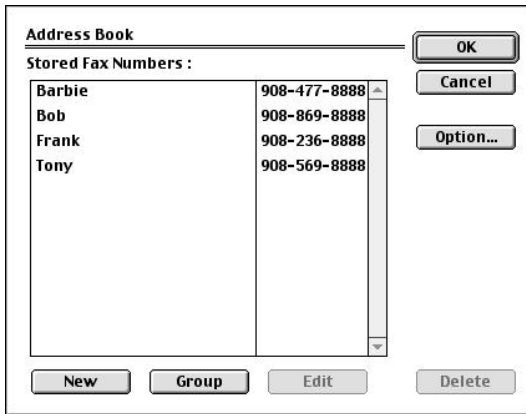 Address Book
OK
Stored Fax Numbers :
Cancel
Barbie 908-477-8888
Bob 908-869-8888
Frank 908-236-8888
Option...
Tony 908-569-8888
New Group Edit Delete